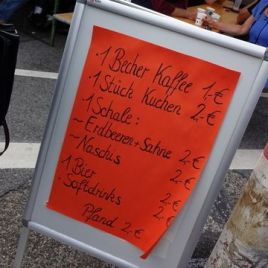 1 Becher Kaffee 1,-€
1 Stück Kuchen 2,-€
1 Schale:
~ Erdbeeren+Sahne 2,-€
~ Naschis 2,-€
1 Bier 2,-€
Softdrinks 2,-€
Pfand 2,-€